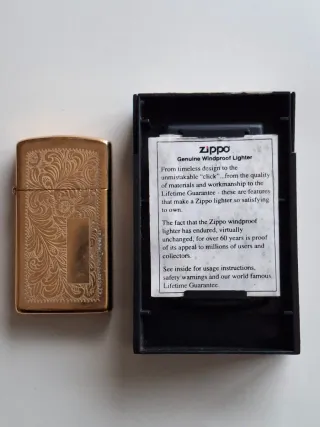 zippo
Genuine Windproof Lighter
From timeless design to the
unmistakable "click"...from the quality
of materials and workmanship to the
Lifetime Guarantee - these are features
that make a Zippo lighter so satisfying
to own.
The fact that the Zippo windproof
lighter has endured, virtually
unchanged, for over 60 years is proof
of its appeal to millions of users and
collectors.
See inside for usage instructions,
safety warnings and our world famous
Lifetime Guarantee.